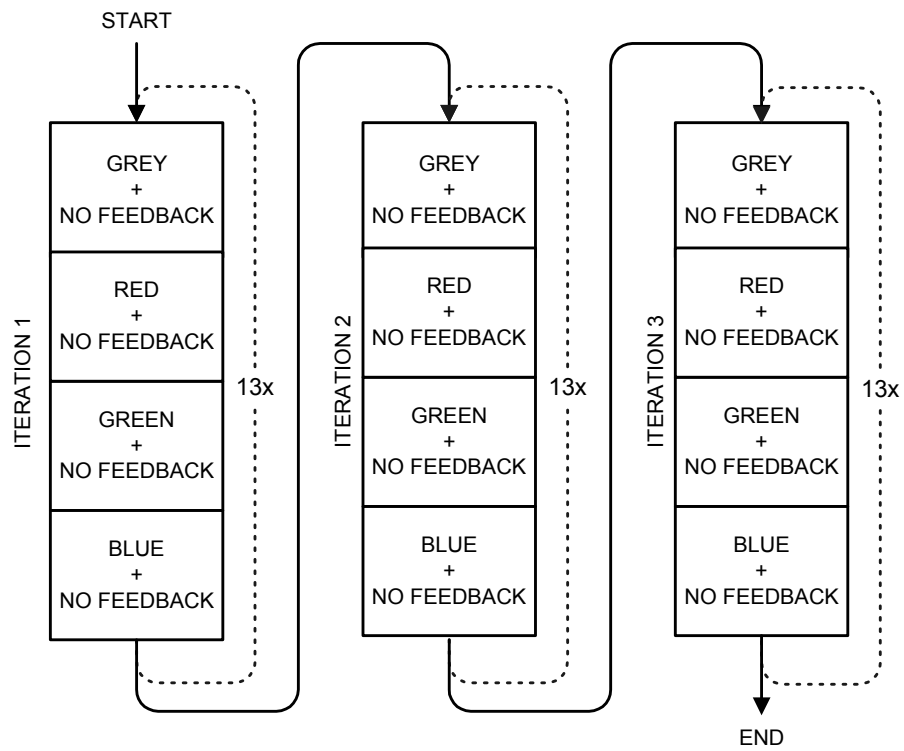 START
ITERATION 1
GREY
+
NO FEEDBACK
RED
+
NO FEEDBACK
GREEN
+
NO FEEDBACK
BLUE
+
NO FEEDBACK
13x
ITERATION 2
GREY
+
NO FEEDBACK
RED
+
NO FEEDBACK
GREEN
+
NO FEEDBACK
BLUE
+
NO FEEDBACK
13x
ITERATION 3
GREY
+
NO FEEDBACK
RED
+
NO FEEDBACK
GREEN
+
NO FEEDBACK
BLUE
+
NO FEEDBACK
13x
END